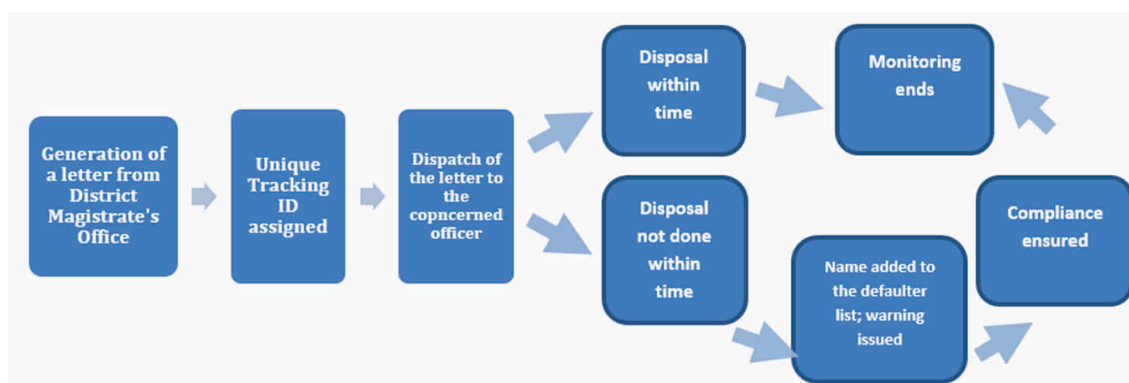 Generation of
a letter from
District
Magistrate's
Office
Unique
Tracking
ID
assigned
Dispatch of
the letter to
the
copncerned
officer
Disposal
within
time
Monitoring
ends
Disposal
not done
within
time
Name added to
the defaulter
list; warning
issued
Compliance
ensured